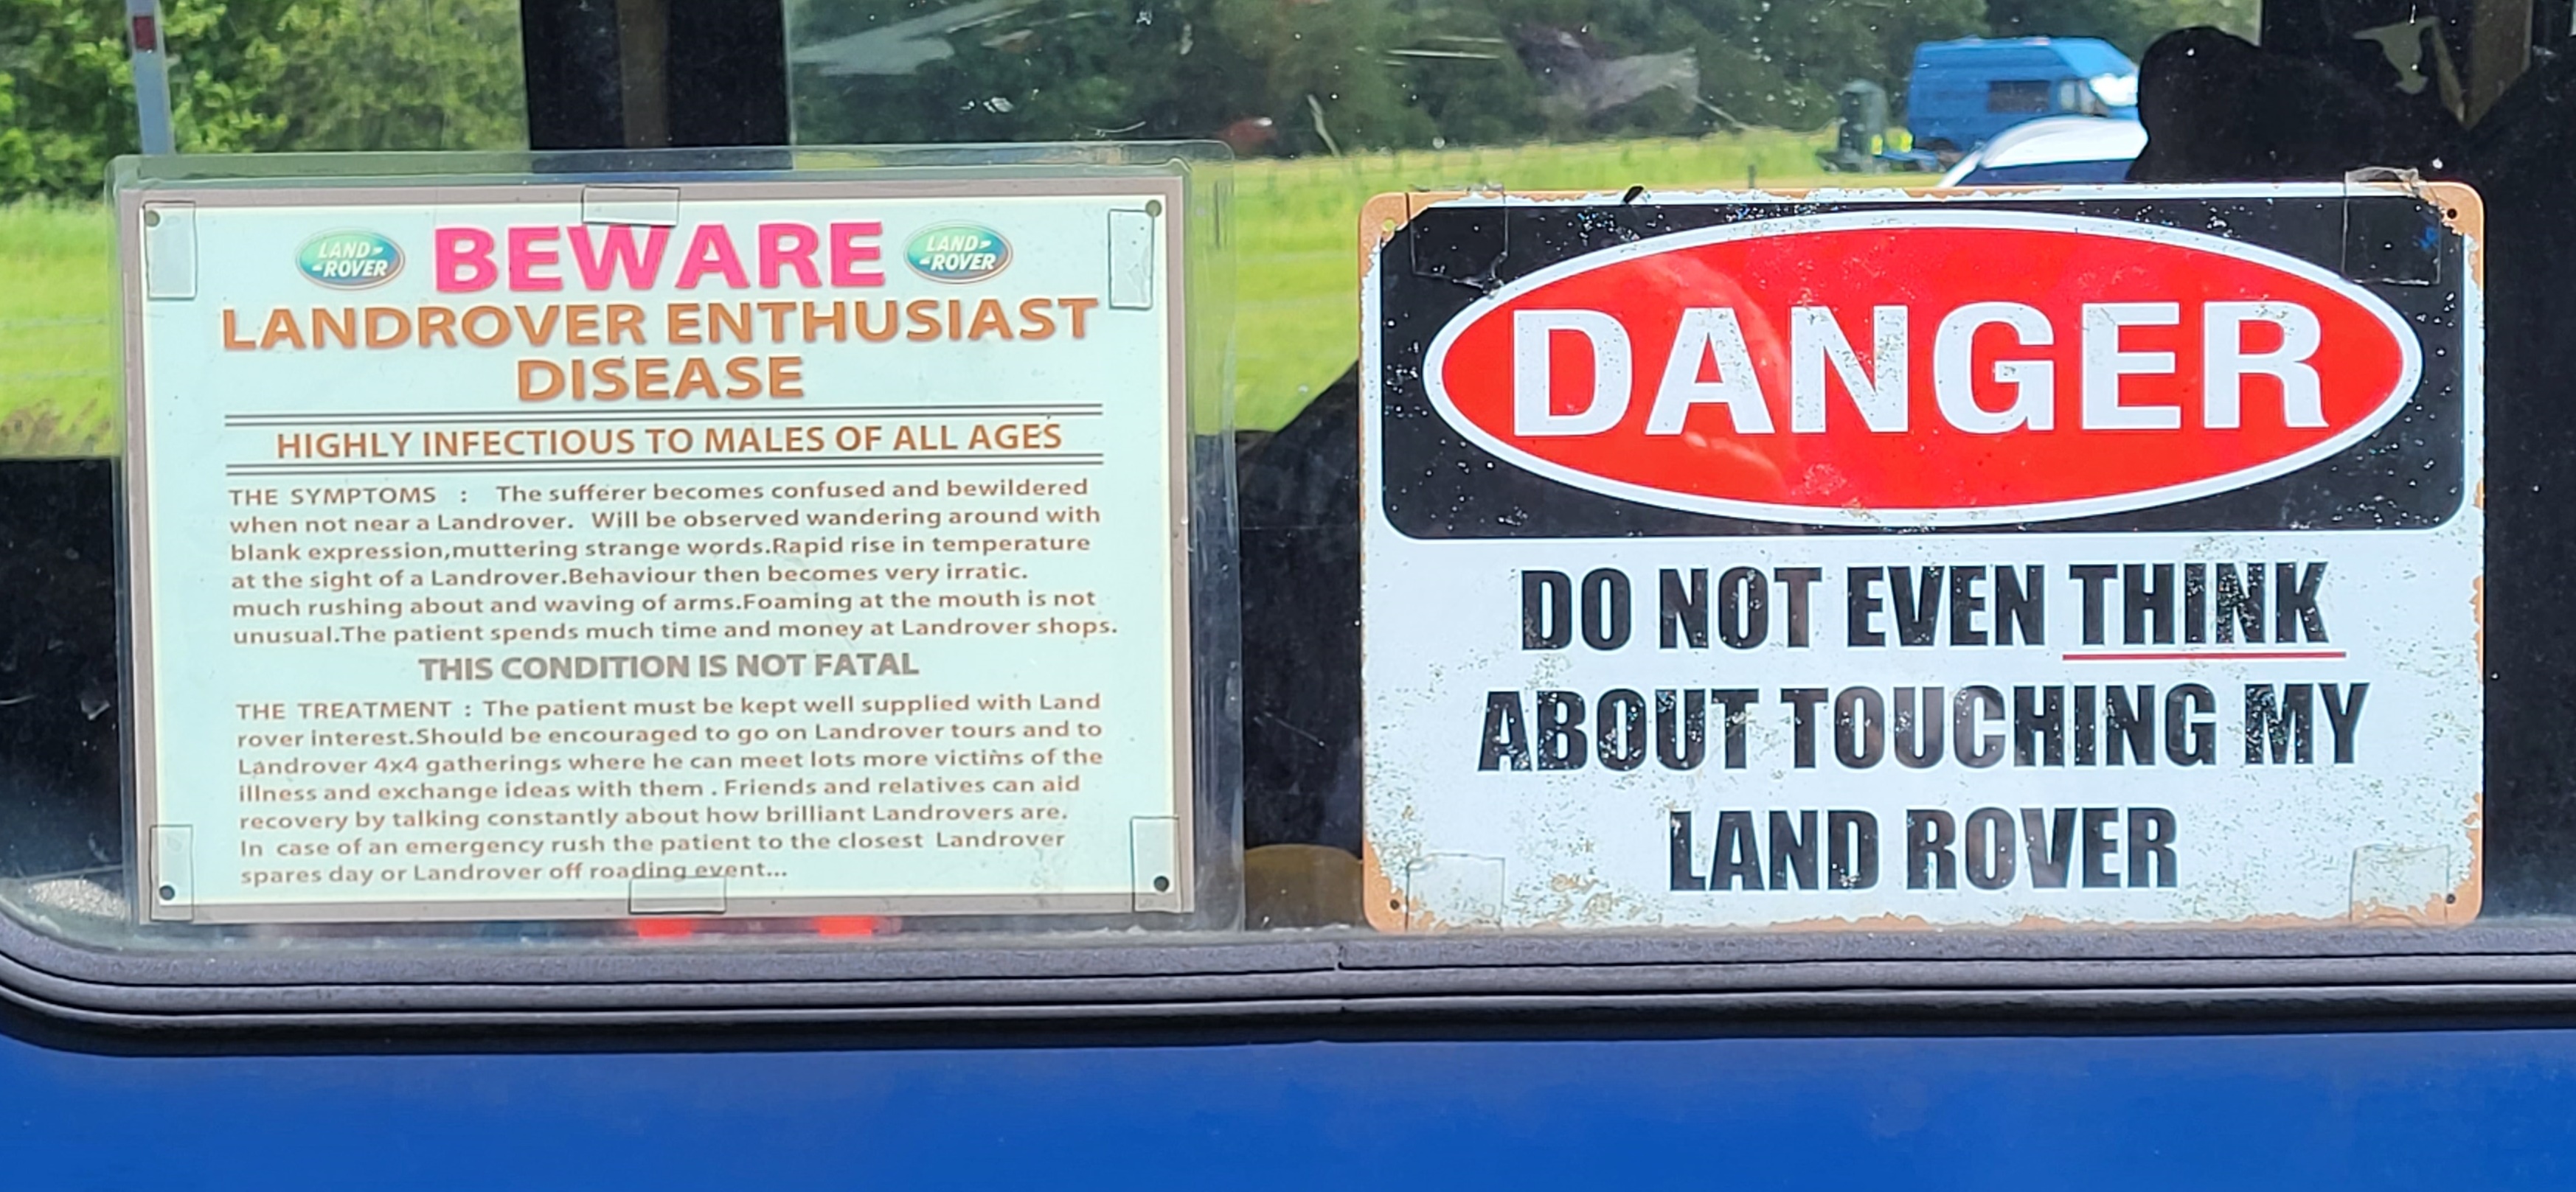 LAND-
-ROVER
BEWARE
LAND-
-ROVER
LANDROVER ENTHUSIAST
DISEASE
HIGHLY INFECTIOUS TO MALES OF ALL AGES
THE SYMPTOMS : The sufferer becomes confused and bewildered
when not near a Landrover. Will be observed wandering around with
blank expression,muttering strange words.Rapid rise in temperature
at the sight of a Landrover.Behaviour then becomes very irratic.
much rushing about and waving of arms.Foaming at the mouth is not
unusual.The patient spends much time and money at Landrover shops.
THIS CONDITION IS NOT FATAL
THE TREATMENT : The patient must be kept well supplied with Land
rover interest.Should be encouraged to go on Landrover tours and to
Landrover 4x4 gatherings where he can meet lots more victims of the
illness and exchange ideas with them . Friends and relatives can aid
recovery by talking constantly about how brilliant Landrovers are.
In case of an emergency rush the patient to the closest Landrover
spares day or Landrover off roading event...
DANGER
DO NOT EVEN THINK
ABOUT TOUCHING MY
LAND ROVER